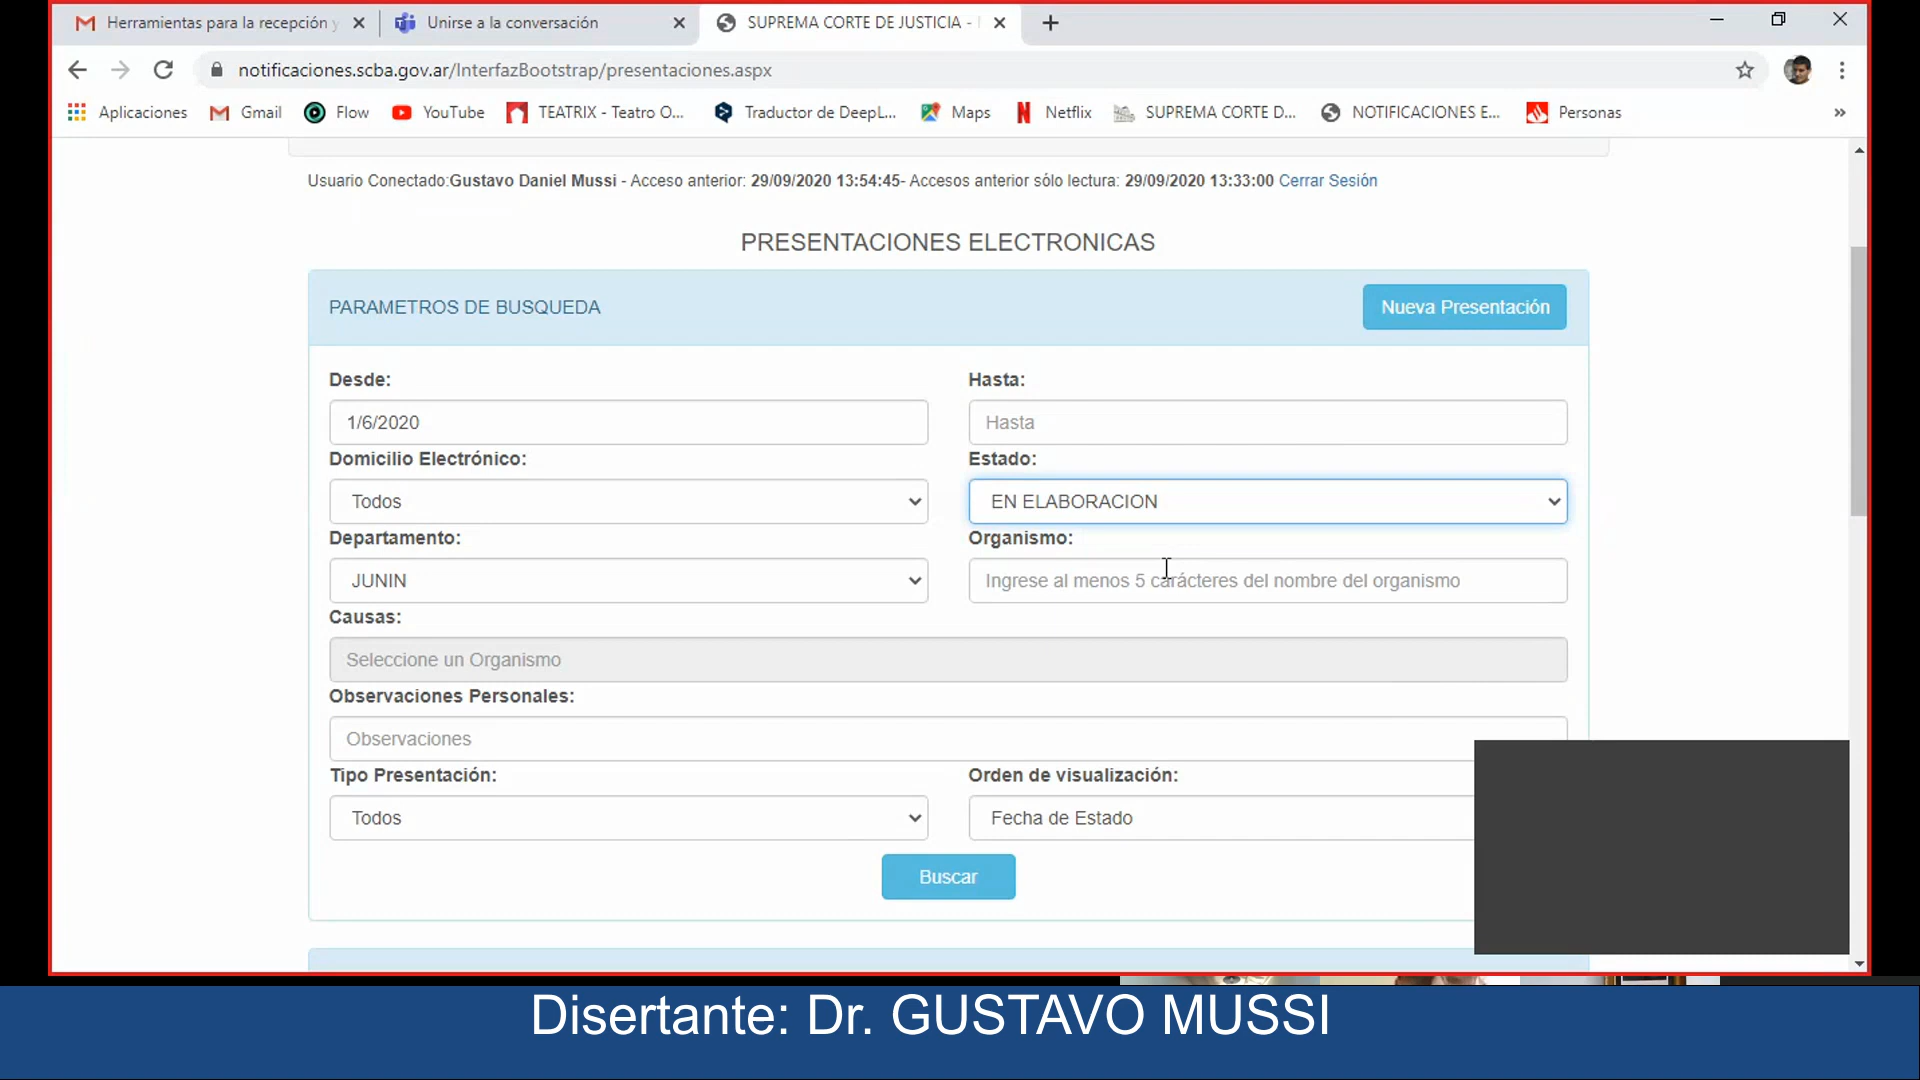 Herramientas para la recepción y
Unirse a la conversación
SUPREMA CORTE DE JUSTICIA -
notificaciones.scba.gov.ar/InterfazBootstrap/presentaciones.aspx
Aplicaciones
Gmail
Flow
YouTube
TEATRIX - Teatro O...
Traductor de DeepL...
Maps
Netflix
SUPREMA CORTE D...
NOTIFICACIONES E...
Personas
»
Usuario Conectado:Gustavo Daniel Mussi - Acceso anterior: 29/09/2020 13:54:45- Accesos anterior sólo lectura: 29/09/2020 13:33:00 Cerrar Sesión
PRESENTACIONES ELECTRONICAS
PARAMETROS DE BUSQUEDA
Nueva Presentación
Desde:
Hasta:
1/6/2020
Hasta
Domicilio Electrónico:
Estado:
Todos
EN ELABORACION
Departamento:
Organismo:
JUNIN
Ingrese al menos 5 carácteres del nombre del organismo
Causas:
Seleccione un Organismo
Observaciones Personales:
Observaciones
Tipo Presentación:
Orden de visualización:
Todos
Fecha de Estado
Buscar
Disertante: Dr. GUSTAVO MUSSI